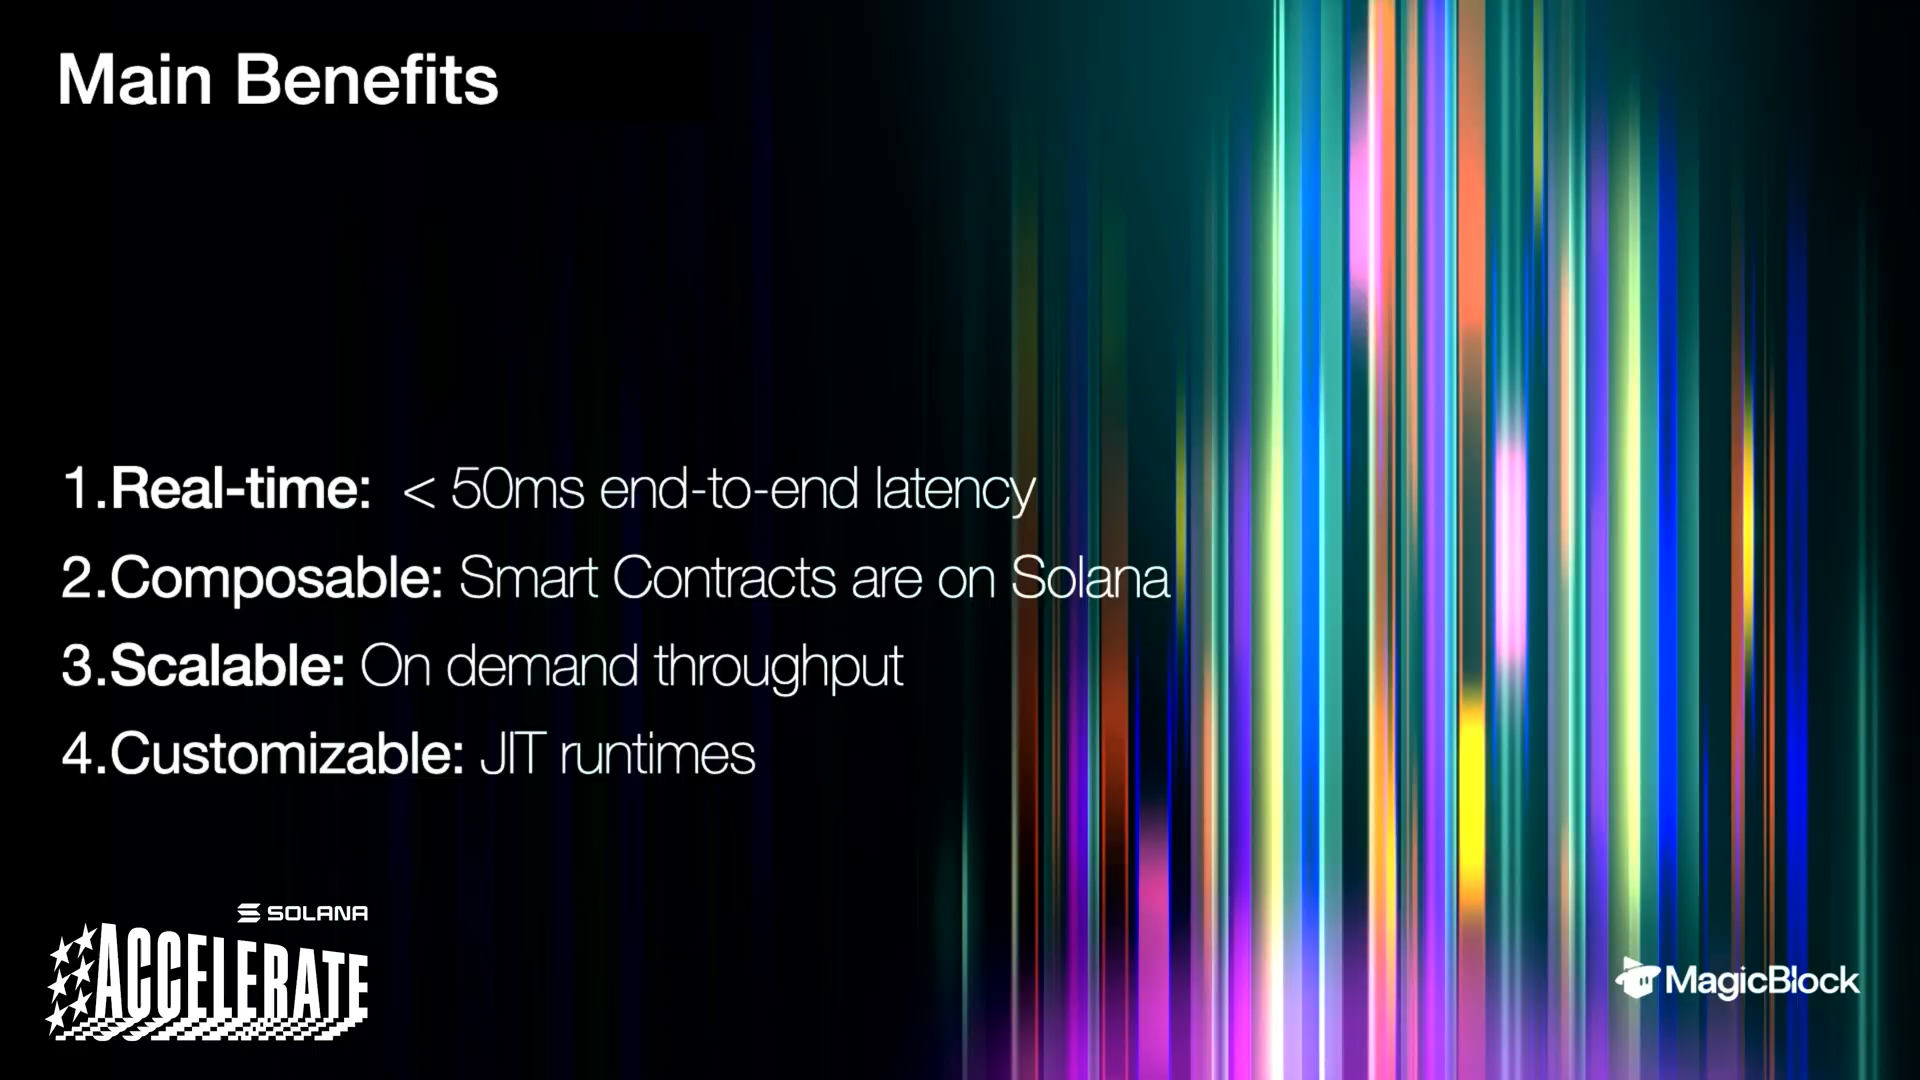 Main Benefits
1.Real-time: < 50ms end-to-end latency
2.Composable: Smart Contracts are on Solana
3.Scalable: On demand throughput
4.Customizable: JIT runtimes
SOLANA
ACCELERATE
MagicBlock